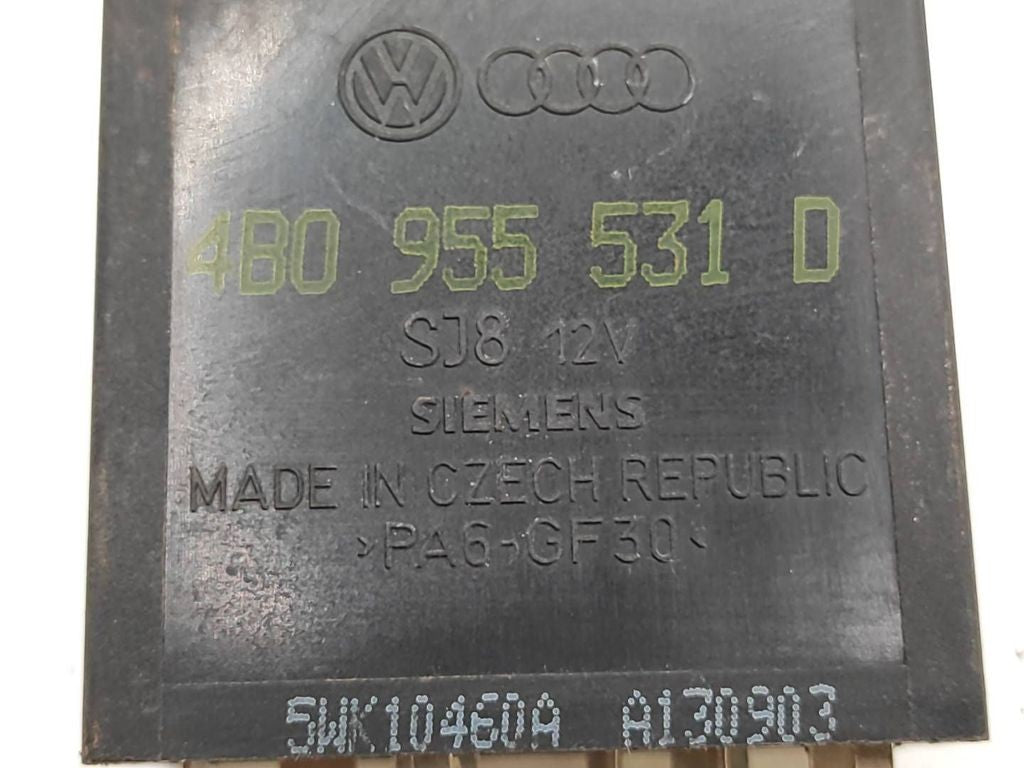 4B0 955 531 D
SJ8 12V
SIEMENS
MADE IN CZECH REPUBLIC
>PA6-GF30<
5WK10460A A130903